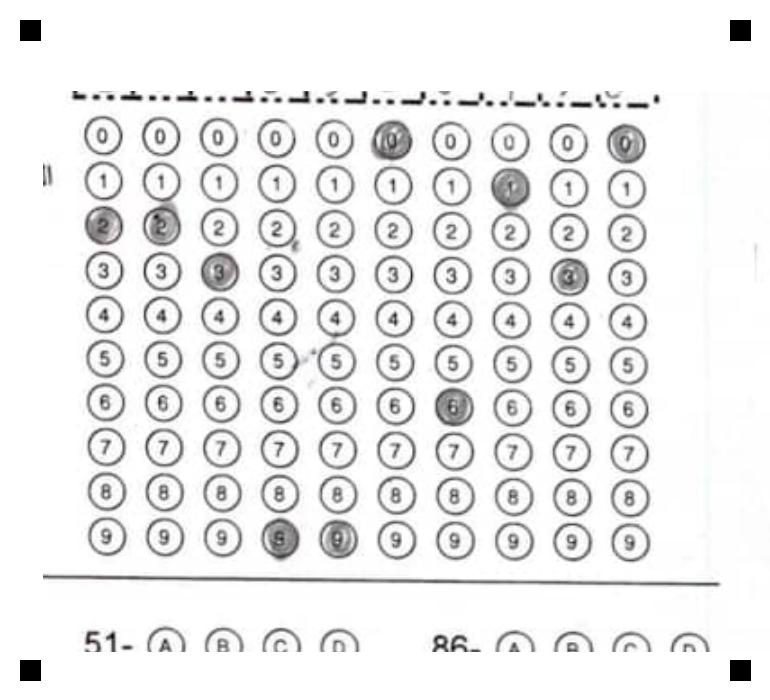 0 0 0 0 0 0 0 0 0 0
1 1 1 1 1 1 1 1 1 1
2 2 2 2 2 2 2 2 2 2
3 3 3 3 3 3 3 3 3 3
4 4 4 4 4 4 4 4 4 4
5 5 5 5 5 5 5 5 5 5
6 6 6 6 6 6 6 6 6 6
7 7 7 7 7 7 7 7 7 7
8 8 8 8 8 8 8 8 8 8
9 9 9 9 9 9 9 9 9 9
51- A B C D 86- A B C D